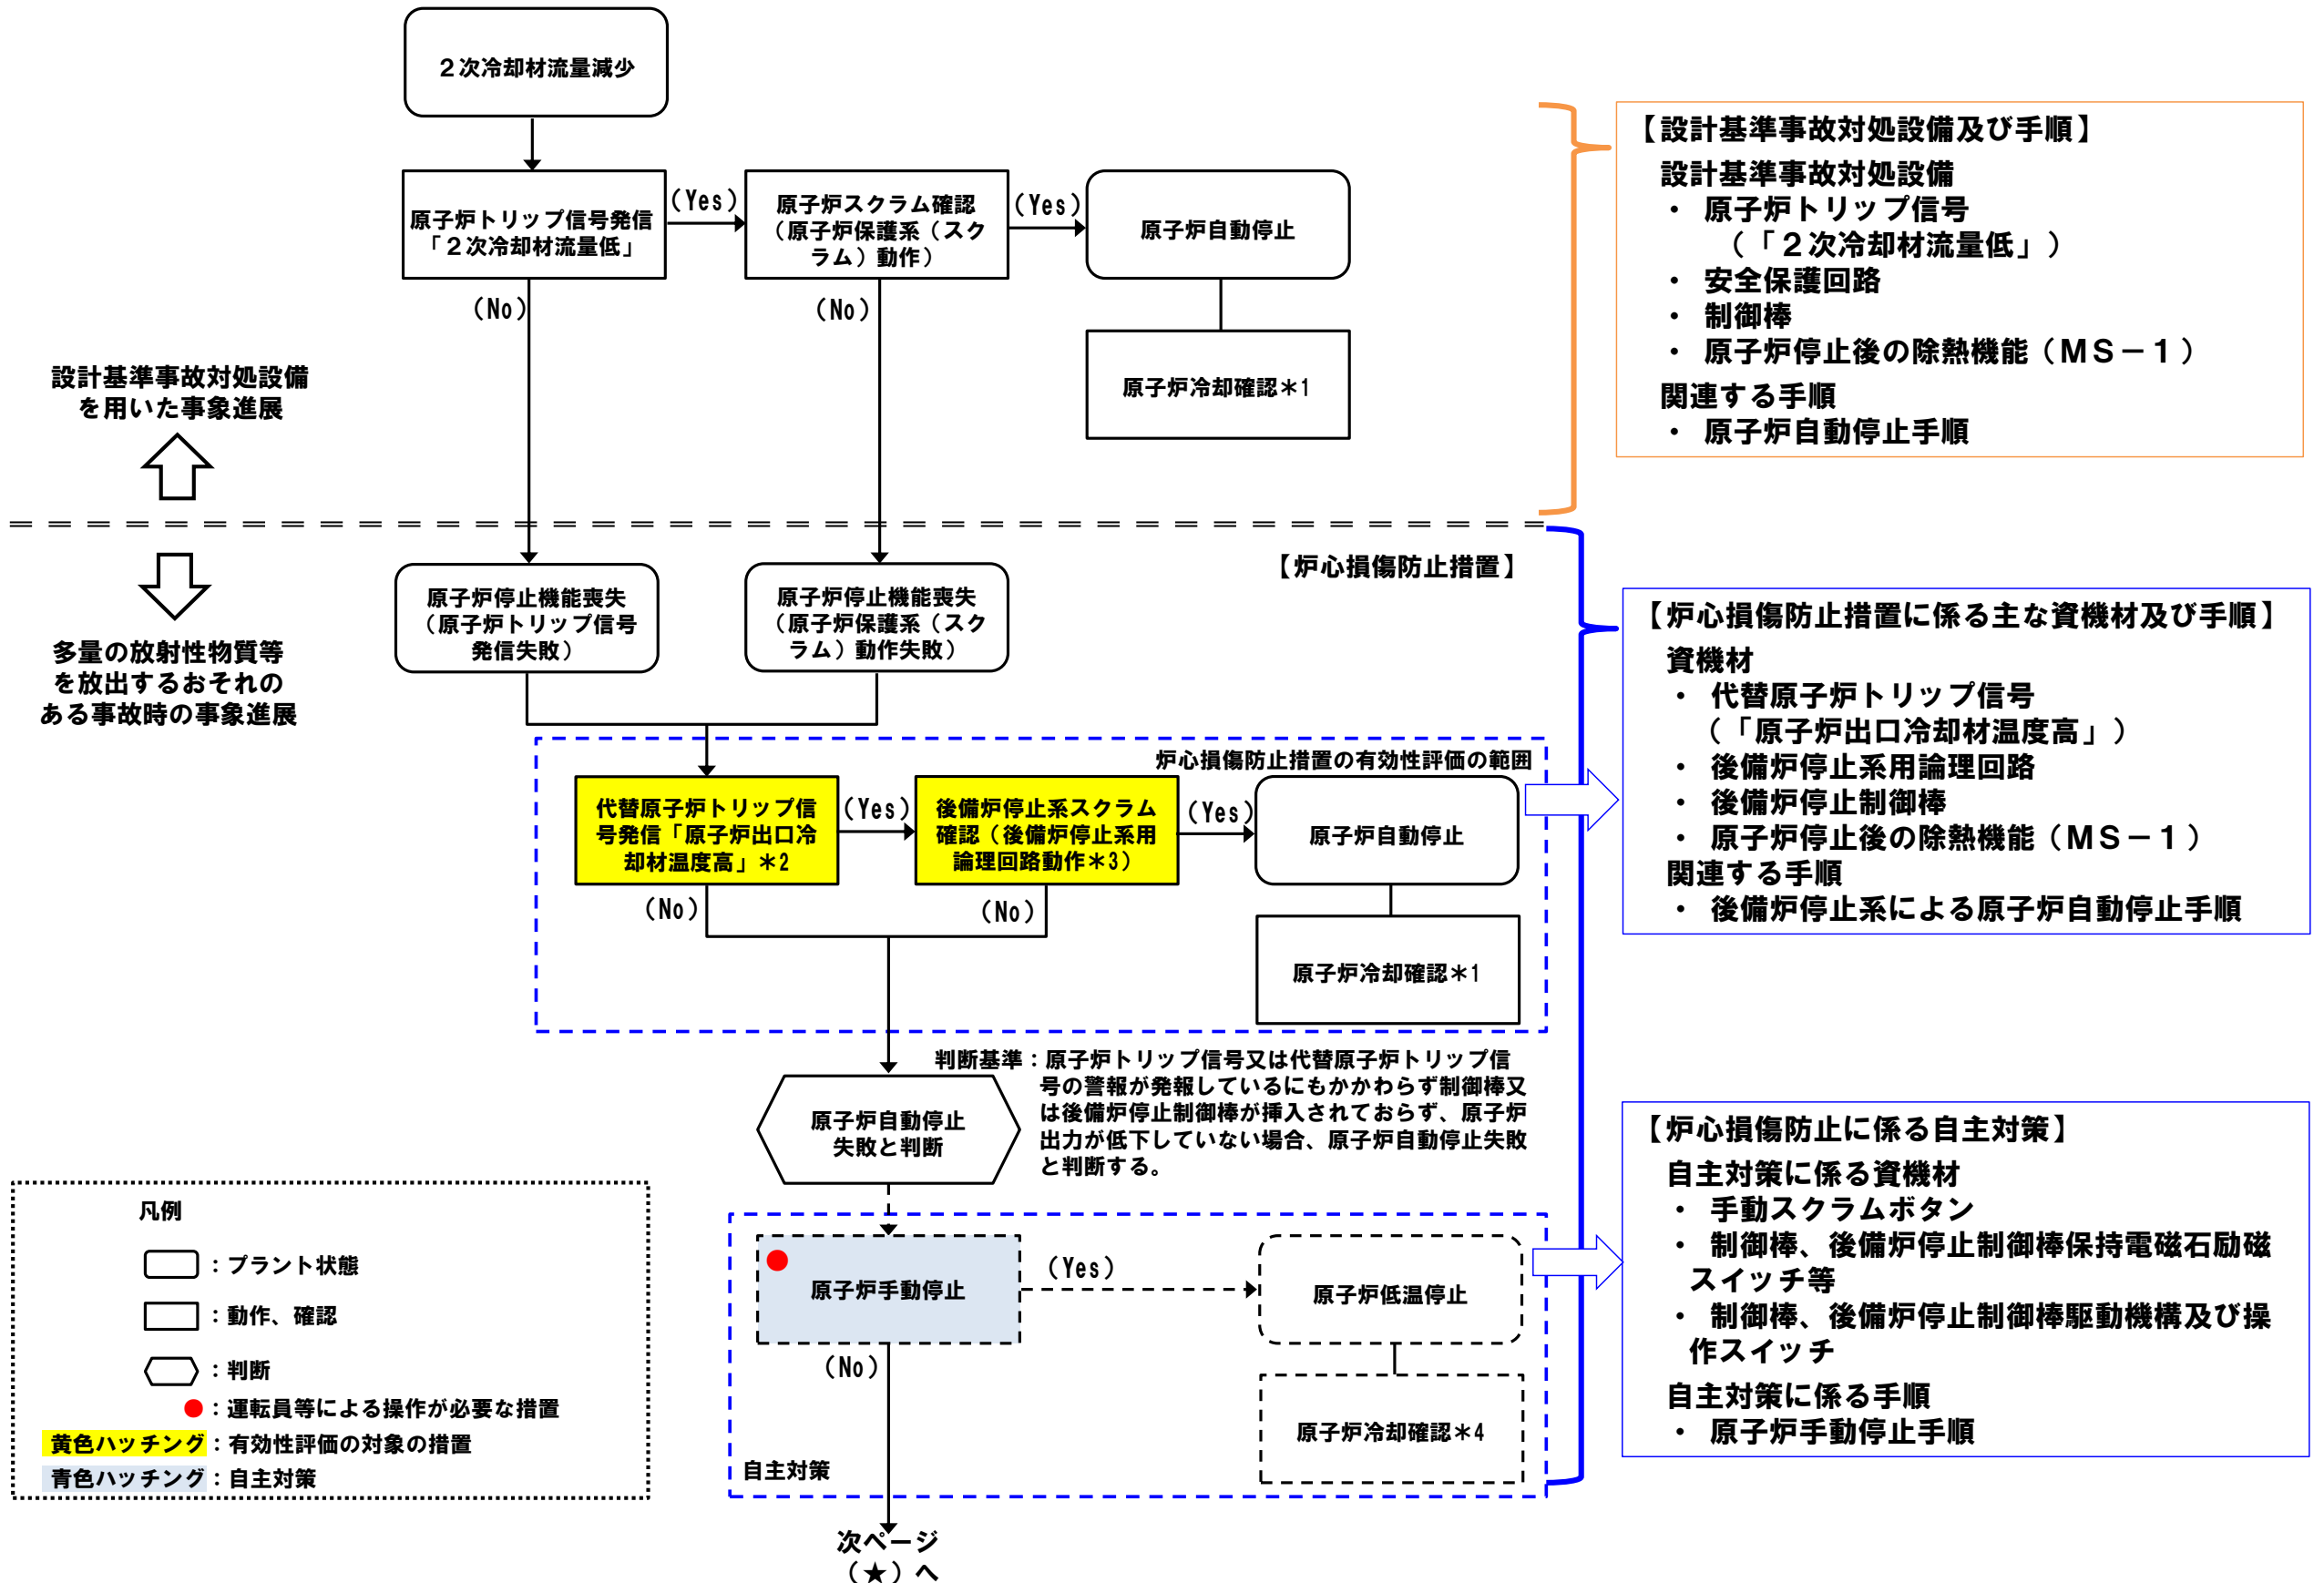 ２次冷却材流量減少
原子炉トリップ信号発信
「２次冷却材流量低」
（Yes）
原子炉スクラム確認
（原子炉保護系（スク
ラム）動作）
（Yes）
原子炉自動停止
（No）
（No）
原子炉冷却確認＊1
【設計基準事故対処設備及び手順】
設計基準事故対処設備
・ 原子炉トリップ信号
（「２次冷却材流量低」）
・ 安全保護回路
・ 制御棒
・ 原子炉停止後の除熱機能（ＭＳ－１）
関連する手順
・ 原子炉自動停止手順
設計基準事故対処設備
を用いた事象進展
多量の放射性物質等
を放出するおそれの
ある事故時の事象進展
【炉心損傷防止措置】
原子炉停止機能喪失
（原子炉トリップ信号
発信失敗）
原子炉停止機能喪失
（原子炉保護系（スク
ラム）動作失敗）
炉心損傷防止措置の有効性評価の範囲
代替原子炉トリップ信
号発信「原子炉出口冷
却材温度高」＊2
（Yes）
後備炉停止系スクラム
確認（後備炉停止系用
論理回路動作＊3）
（Yes）
原子炉自動停止
（No）
（No）
原子炉冷却確認＊1
【炉心損傷防止措置に係る主な資機材及び手順】
資機材
・ 代替原子炉トリップ信号
（「原子炉出口冷却材温度高」）
・ 後備炉停止系用論理回路
・ 後備炉停止制御棒
・ 原子炉停止後の除熱機能（ＭＳ－１）
関連する手順
・ 後備炉停止系による原子炉自動停止手順
判断基準：原子炉トリップ信号又は代替原子炉トリップ信
号の警報が発報しているにもかかわらず制御棒又
は後備炉停止制御棒が挿入されておらず、原子炉
出力が低下していない場合、原子炉自動停止失敗
と判断する。
原子炉自動停止
失敗と判断
原子炉手動停止
（Yes）
原子炉低温停止
（No）
原子炉冷却確認＊4
自主対策
次ページ
（★）へ
【炉心損傷防止に係る自主対策】
自主対策に係る資機材
・ 手動スクラムボタン
・ 制御棒、後備炉停止制御棒保持電磁石励磁
スイッチ等
・ 制御棒、後備炉停止制御棒駆動機構及び操
作スイッチ
自主対策に係る手順
・ 原子炉手動停止手順
凡例
：プラント状態
：動作、確認
：判断
：運転員等による操作が必要な措置
黄色ハッチング：有効性評価の対象の措置
青色ハッチング：自主対策